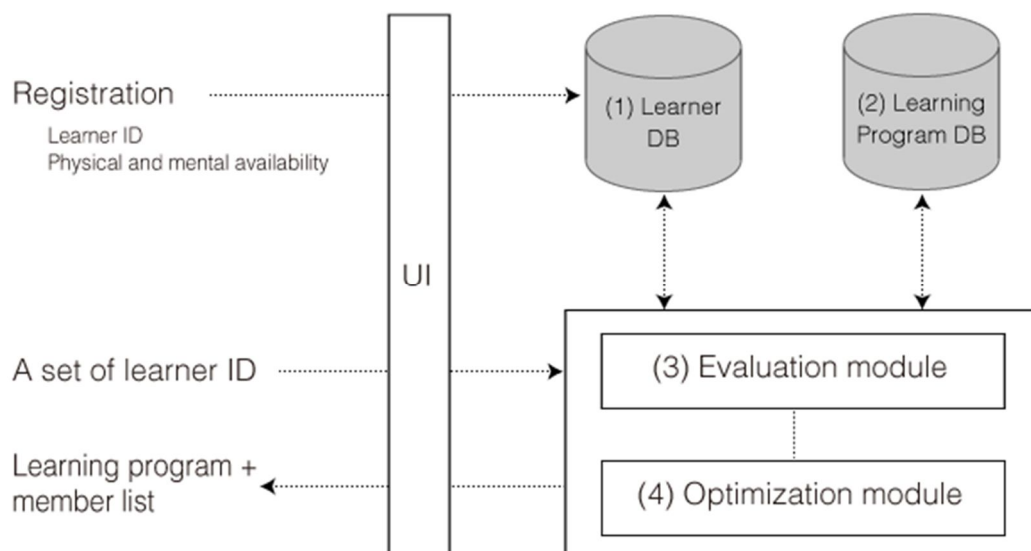 Registration
Learner ID
Physical and mental availability
(1) Learner
DB
(2) Learning
Program DB
UI
A set of learner ID
(3) Evaluation module
Learning program +
member list
(4) Optimization module